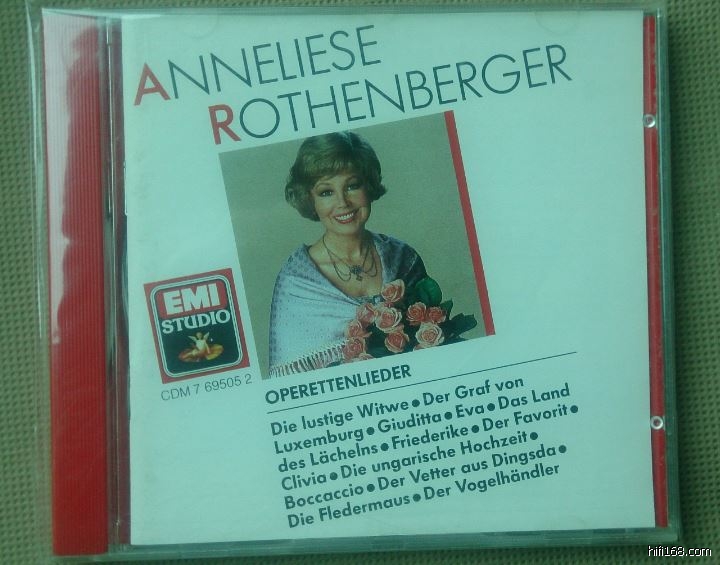 ANNELIESE
ROTHENBERGER
EMI
STUDIO
CDM 7 69505 2
OPERETTENLIEDER
Die lustige Witwe • Der Graf von
Luxemburg • Giuditta • Eva • Das Land
des Lächelns • Friederike • Der Favorit •
Clivia • Die ungarische Hochzeit •
Boccaccio • Der Vetter aus Dingsda •
Die Fledermaus • Der Vogelhändler
hifi168.com